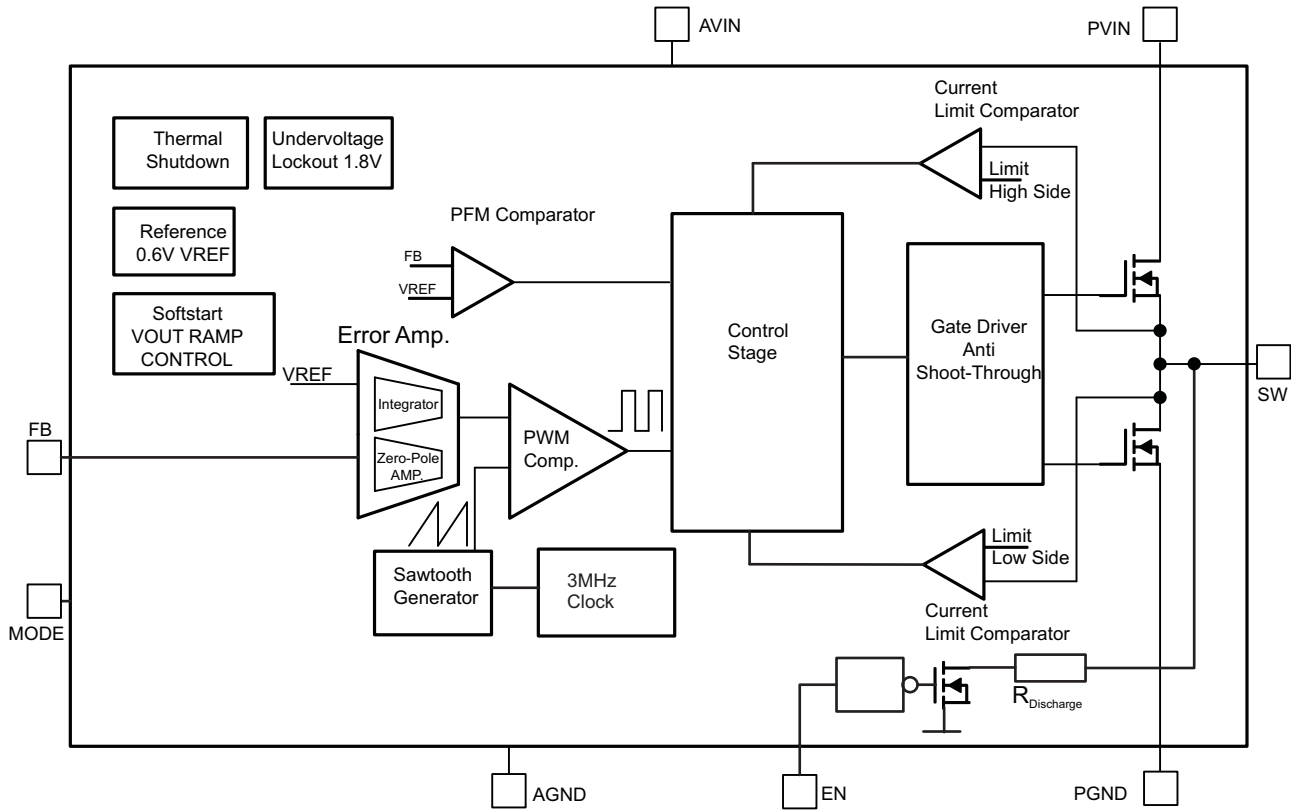 AVIN
PVIN
Current
Limit Comparator
Thermal
Shutdown
Undervoltage
Lockout 1.8V
Limit
High Side
Reference
0.6V VREF
PFM Comparator
FB
VREF
Softstart
VOUT RAMP
CONTROL
Error Amp.
VREF
Integrator
Zero-Pole
AMP.
PWM
Comp.
Control
Stage
Gate Driver
Anti
Shoot-Through
SW
FB
MODE
Sawtooth
Generator
3MHz
Clock
Limit
Low Side
Current
Limit Comparator
RDischarge
AGND
EN
PGND